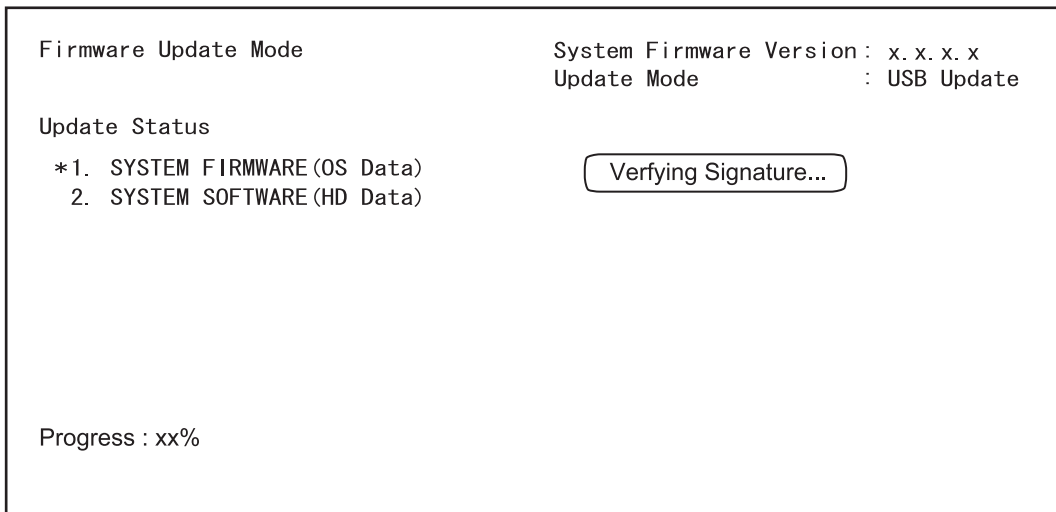 Firmware Update Mode
System Firmware Version: x.x.x.x
Update Mode : USB Update
Update Status
*1. SYSTEM FIRMWARE(OS Data)
Verfying Signature...
2. SYSTEM SOFTWARE(HD Data)
Progress : xx%